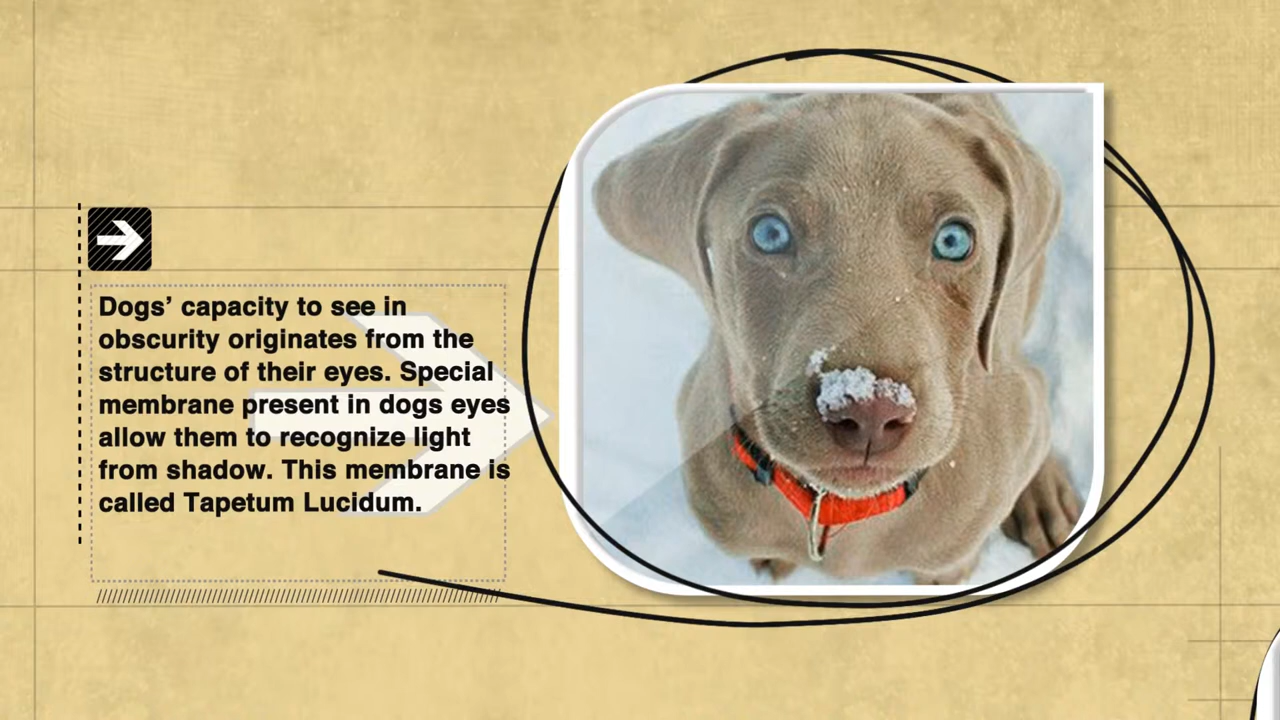 Dogs’ capacity to see in
obscurity originates from the
structure of their eyes. Special
membrane present in dogs eyes
allow them to recognize light
from shadow. This membrane is
called Tapetum Lucidum.